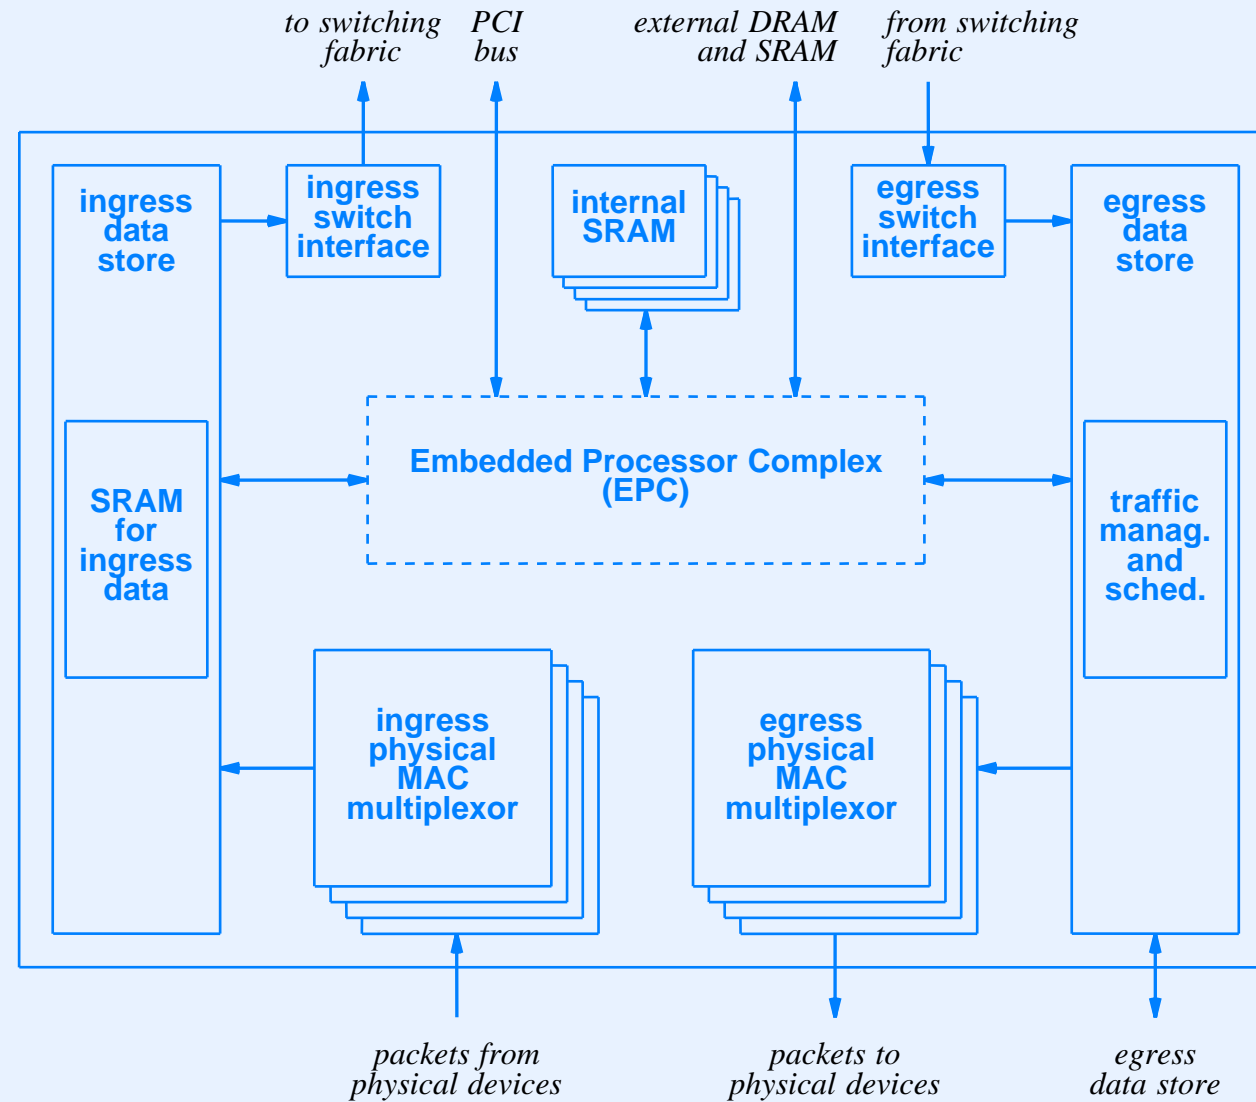 to switching
fabric
PCI
bus
external DRAM
and SRAM
from switching
fabric
ingress
data
store
ingress
switch
interface
internal
SRAM
egress
switch
interface
egress
data
store
Embedded Processor Complex
(EPC)
SRAM
for
ingress
data
traffic
manag.
and
sched.
ingress
physical
MAC
multiplexor
egress
physical
MAC
multiplexor
packets from
physical devices
packets to
physical devices
egress
data store